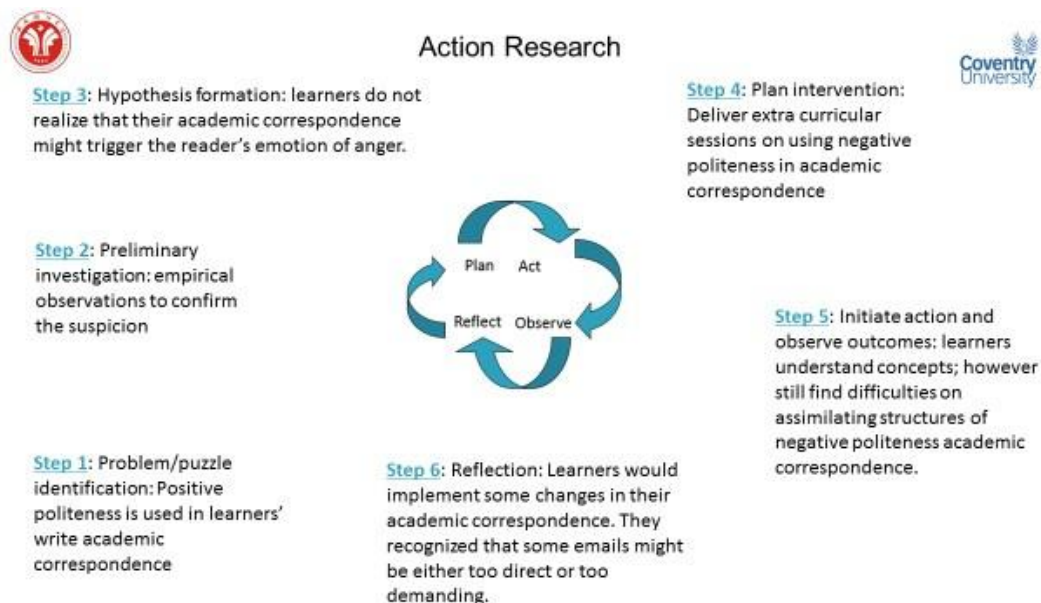 Action Research
Coventry
University
Step 3: Hypothesis formation: learners do not
realize that their academic correspondence
might trigger the reader's emotion of anger.
Step 4: Plan intervention:
Deliver extra curricular
sessions on using negative
politeness in academic
correspondence
Step 2: Preliminary
investigation: empirical
observations to confirm
the suspicion
Plan Act
Reflect Observe
Step 5: Initiate action and
observe outcomes: learners
understand concepts; however
still find difficulties on
assimilating structures of
negative politeness academic
correspondence.
Step 1: Problem/puzzle
identification: Positive
politeness is used in learners'
write academic
correspondence
Step 6: Reflection: Learners would
implement some changes in their
academic correspondence. They
recognized that some emails might
be either too direct or too
demanding.